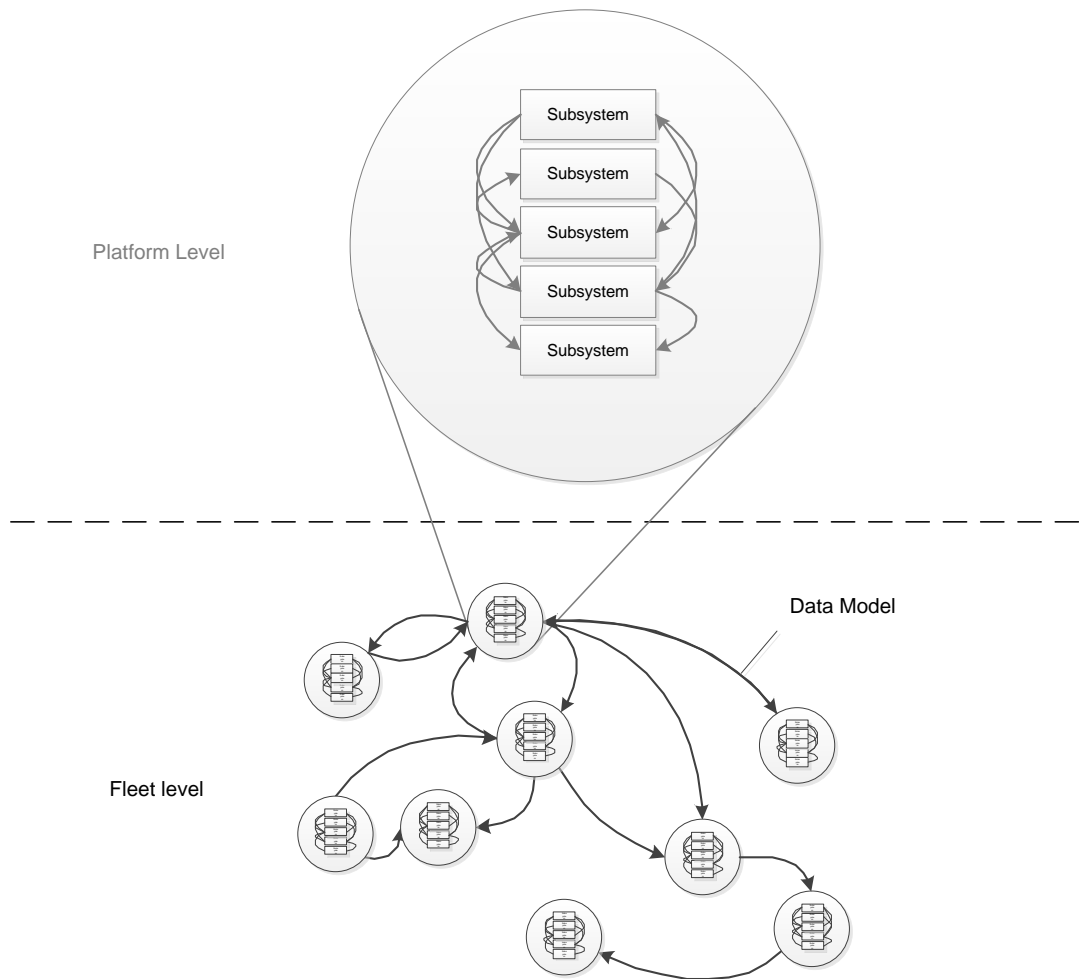 Subsystem
Subsystem
Platform Level
Subsystem
Subsystem
Subsystem
Data Model
Fleet level